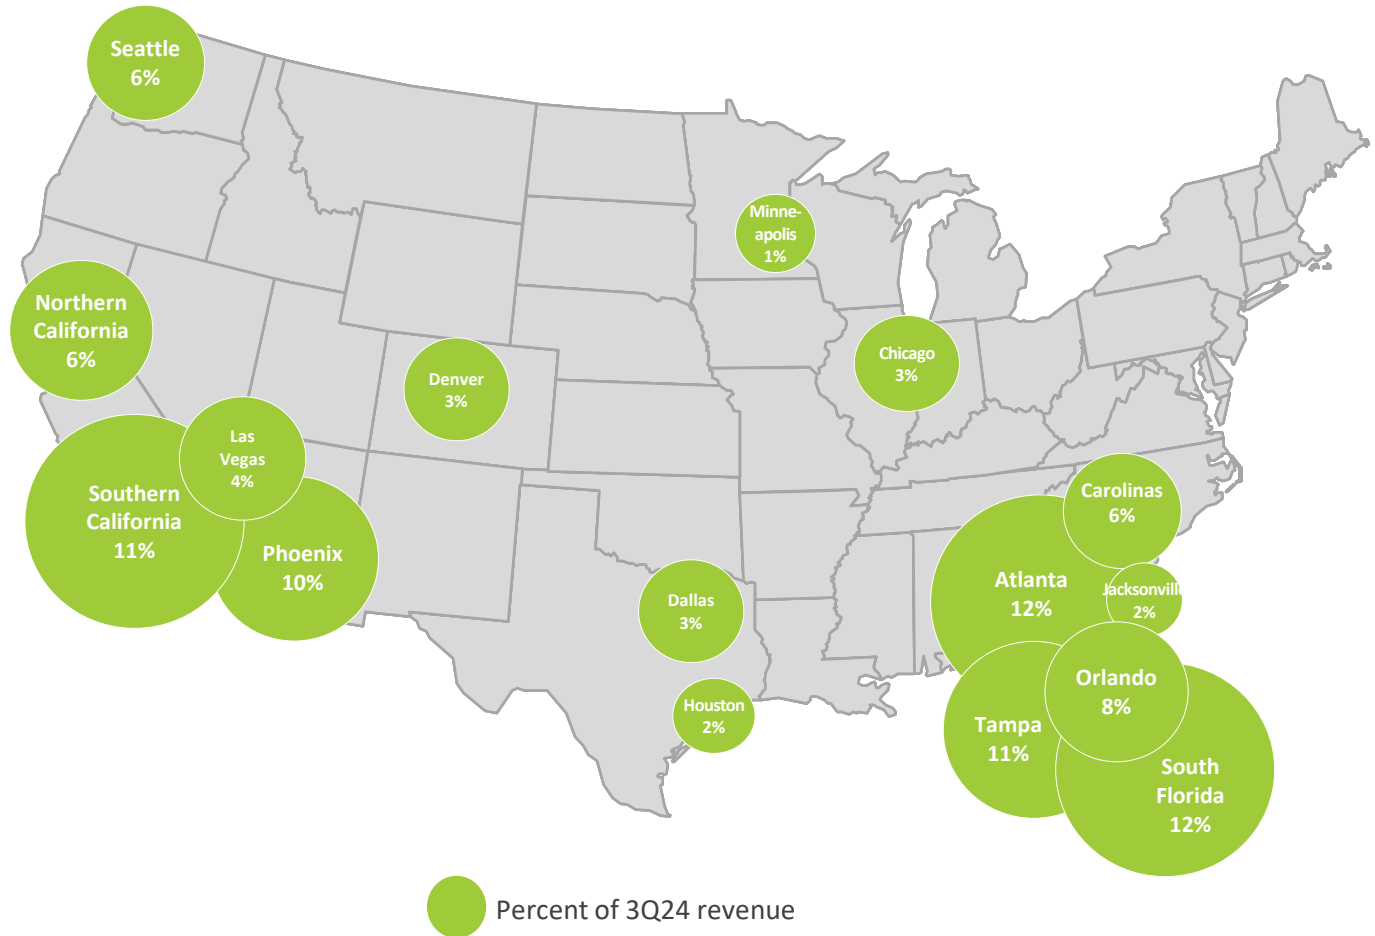 Seattle
6%
Minne-
apolis
1%
Northern
California
6%
Chicago
3%
Denver
3%
Las
Vegas
4%
Southern
California
11%
Phoenix
10%
Carolinas
6%
Atlanta
12%
Jacksonville
2%
Dallas
3%
Houston
2%
Orlando
8%
Tampa
11%
South
Florida
12%
Percent of 3Q24 revenue